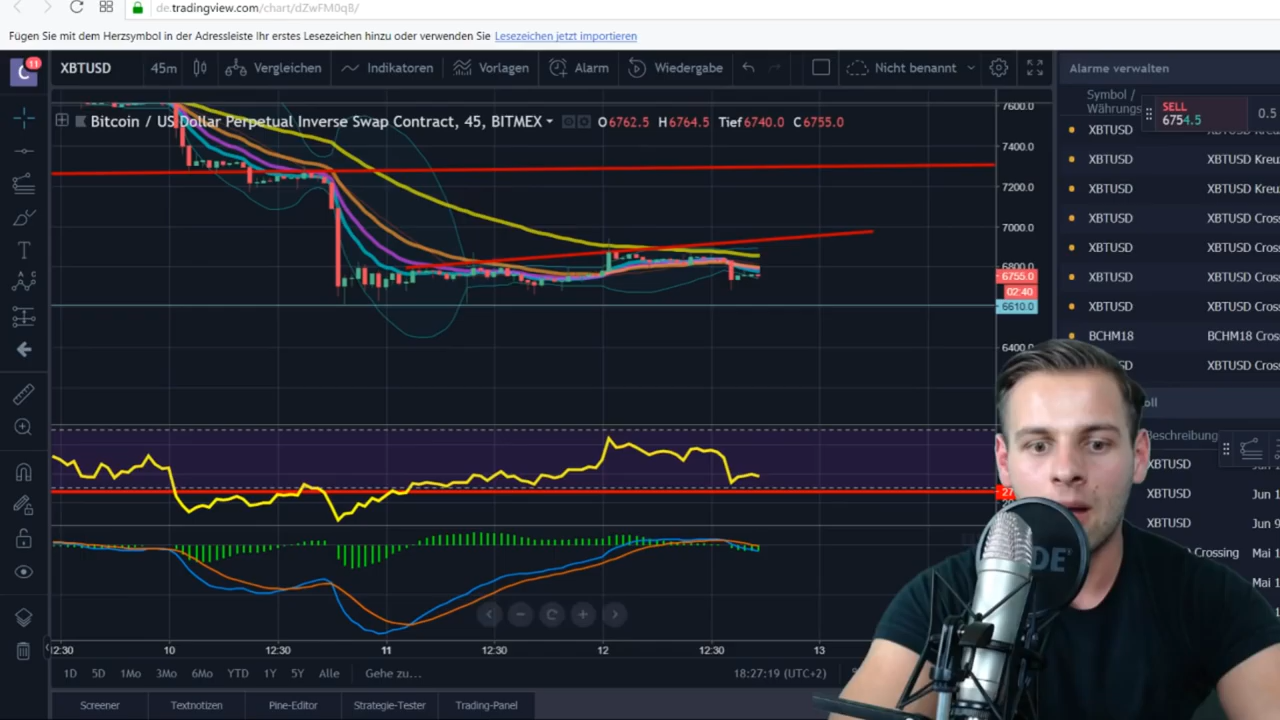 de.tradingview.com/chart/dZwFM0qB/
Fügen Sie mit dem Herzsymbol in der Adressleiste Ihr erstes Lesezeichen hinzu oder verwenden Sie Lesezeichen jetzt importieren
C 11 XBTUSD 45m Vergleichen Indikatoren Vorlagen Alarm Wiedergabe Nicht benannt Alarme verwalten
Symbol /
Währungs
SELL
6754.5
0.5
Bitcoin / US Dollar Perpetual Inverse Swap Contract, 45, BITMEX O6762.5 H6764.5 Tief6740.0 C6755.0
7600.0
7400.0
7200.0
7000.0
6800.0
6755.0
02:40
6610.0
6400.0
XBTUSD
XBTUSD XBTUSD Kreu
XBTUSD XBTUSD Kreu
XBTUSD XBTUSD Cross
XBTUSD XBTUSD Cross
XBTUSD XBTUSD Cross
XBTUSD XBTUSD Cross
BCHM18 BCHM18 Cross
D XBTUSD Cross
oll
Beschreibung
XBTUSD
XBTUSD Jun 1
XBTUSD Jun 9
Crossing Mai 1
Mai 1
27
DE
12:30 10 12:30 11 12:30 12 12:30 13
1D 5D 1Mo 3Mo 6Mo YTD 1Y 5Y Alle Gehe zu... 18:27:19 (UTC+2)
Screener Textnotizen Pine-Editor Strategie-Tester Trading-Panel